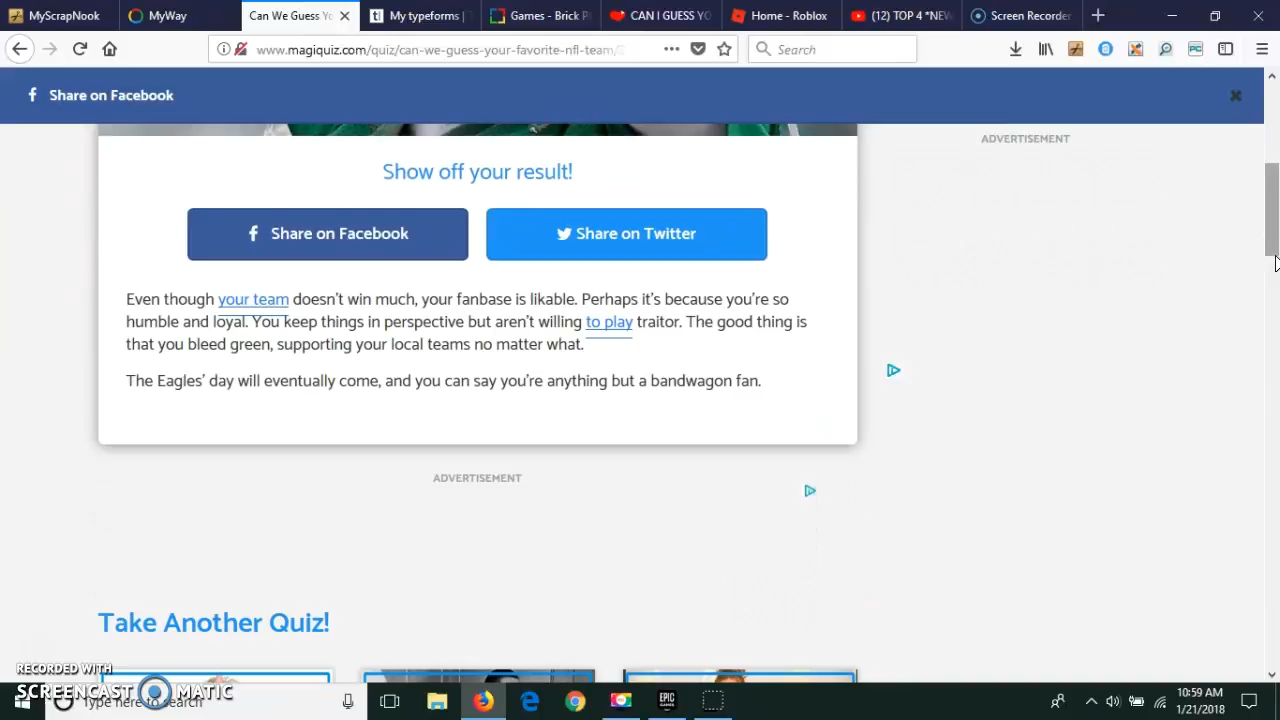 MyScrapNook
MyWay
Can We Guess Yo
My typeforms | T
Games - Brick Pl
CAN I GUESS YO
Home - Roblox
(12) TOP 4 *NEW
Screen Recorder
www.magiquiz.com/quiz/can-we-guess-your-favorite-nfl-team/
Search
Share on Facebook
ADVERTISEMENT
Show off your result!
Share on Facebook
Share on Twitter
Even though your team doesn't win much, your fanbase is likable. Perhaps it's because you're so
humble and loyal. You keep things in perspective but aren't willing to play traitor. The good thing is
that you bleed green, supporting your local teams no matter what.
The Eagles' day will eventually come, and you can say you're anything but a bandwagon fan.
ADVERTISEMENT
Take Another Quiz!
RECORDED WITH
SCREENCAST MATIC
Type here to search
EPIC GAMES
10:59 AM
1/21/2018